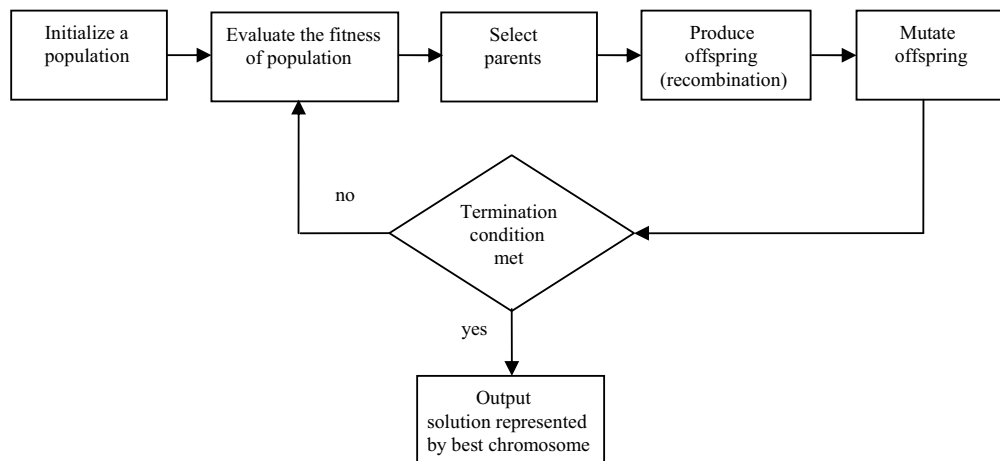 Initialize a
population
Evaluate the fitness
of population
Select
parents
Produce
offspring
(recombination)
Mutate
offspring
no
Termination
condition
met
yes
Output
solution represented
by best chromosome